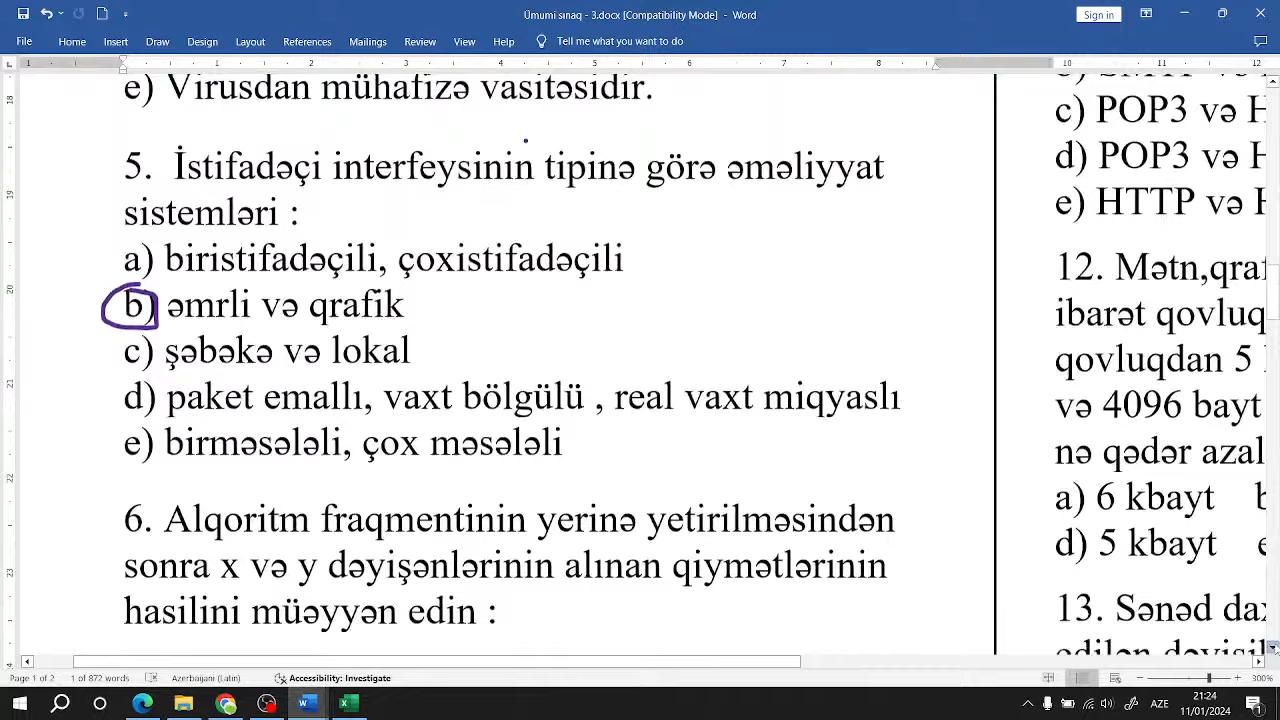 Umumi sınaq - 3.docx [Compatibility Mode] - Word
Sign in
File Home Insert Draw Design Layout References Mailings Review View Help Tell me what you want to do
e) Virusdan mühafizə vasitəsidir.
5. İstifadəçi interfeysinin tipinə görə əməliyyat
sistemləri :
a) biristifadəçili, çoxistifadəçili
b) əmrli və qrafik
c) şəbəkə və lokal
d) paket emallı, vaxt bölgülü , real vaxt miqyaslı
e) birməsələli, çox məsələli
6. Alqoritm fraqmentinin yerinə yetirilməsindən
sonra x və y dəyişənlərinin alınan qiymətlərinin
hasilini müəyyən edin :
c) POP3 və H
d) POP3 və H
e) HTTP və H
12. Mətn,qraf
ibarət qovluq
qovluqdan 5
və 4096 bayt
nə qədər azal
a) 6 kbayt
d) 5 kbayt
13. Sənəd dax
Page 1 of 2 1 of 872 words Azerbaijani (Latin) Accessibility: Investigate 300%
AZE 21:24
11/01/2024